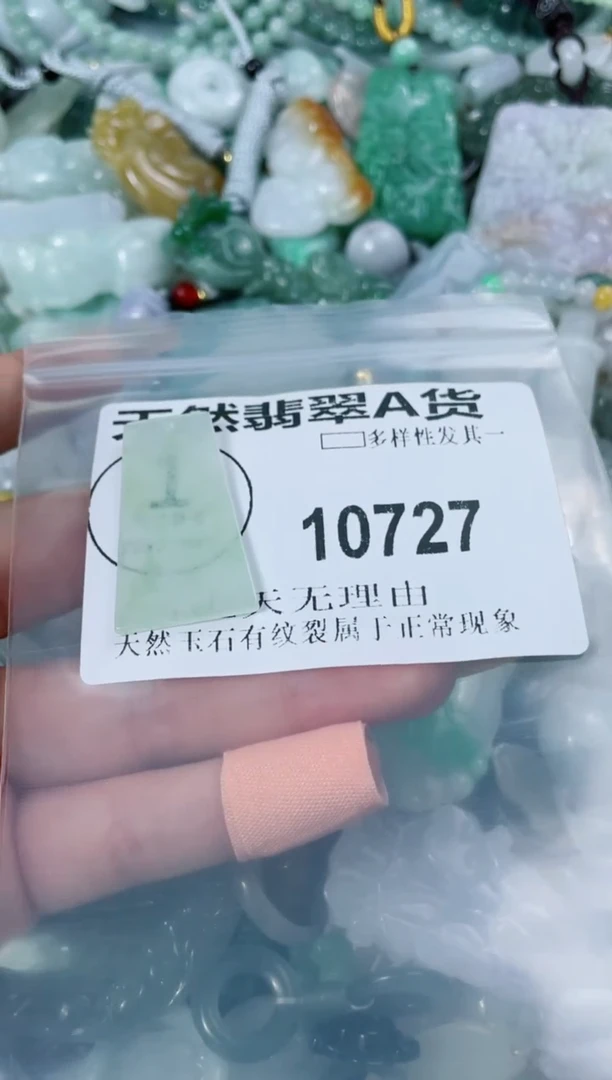 天然翡翠A货
多样性发其一
10727
天无理由
天然玉石有纹裂属于正常现象